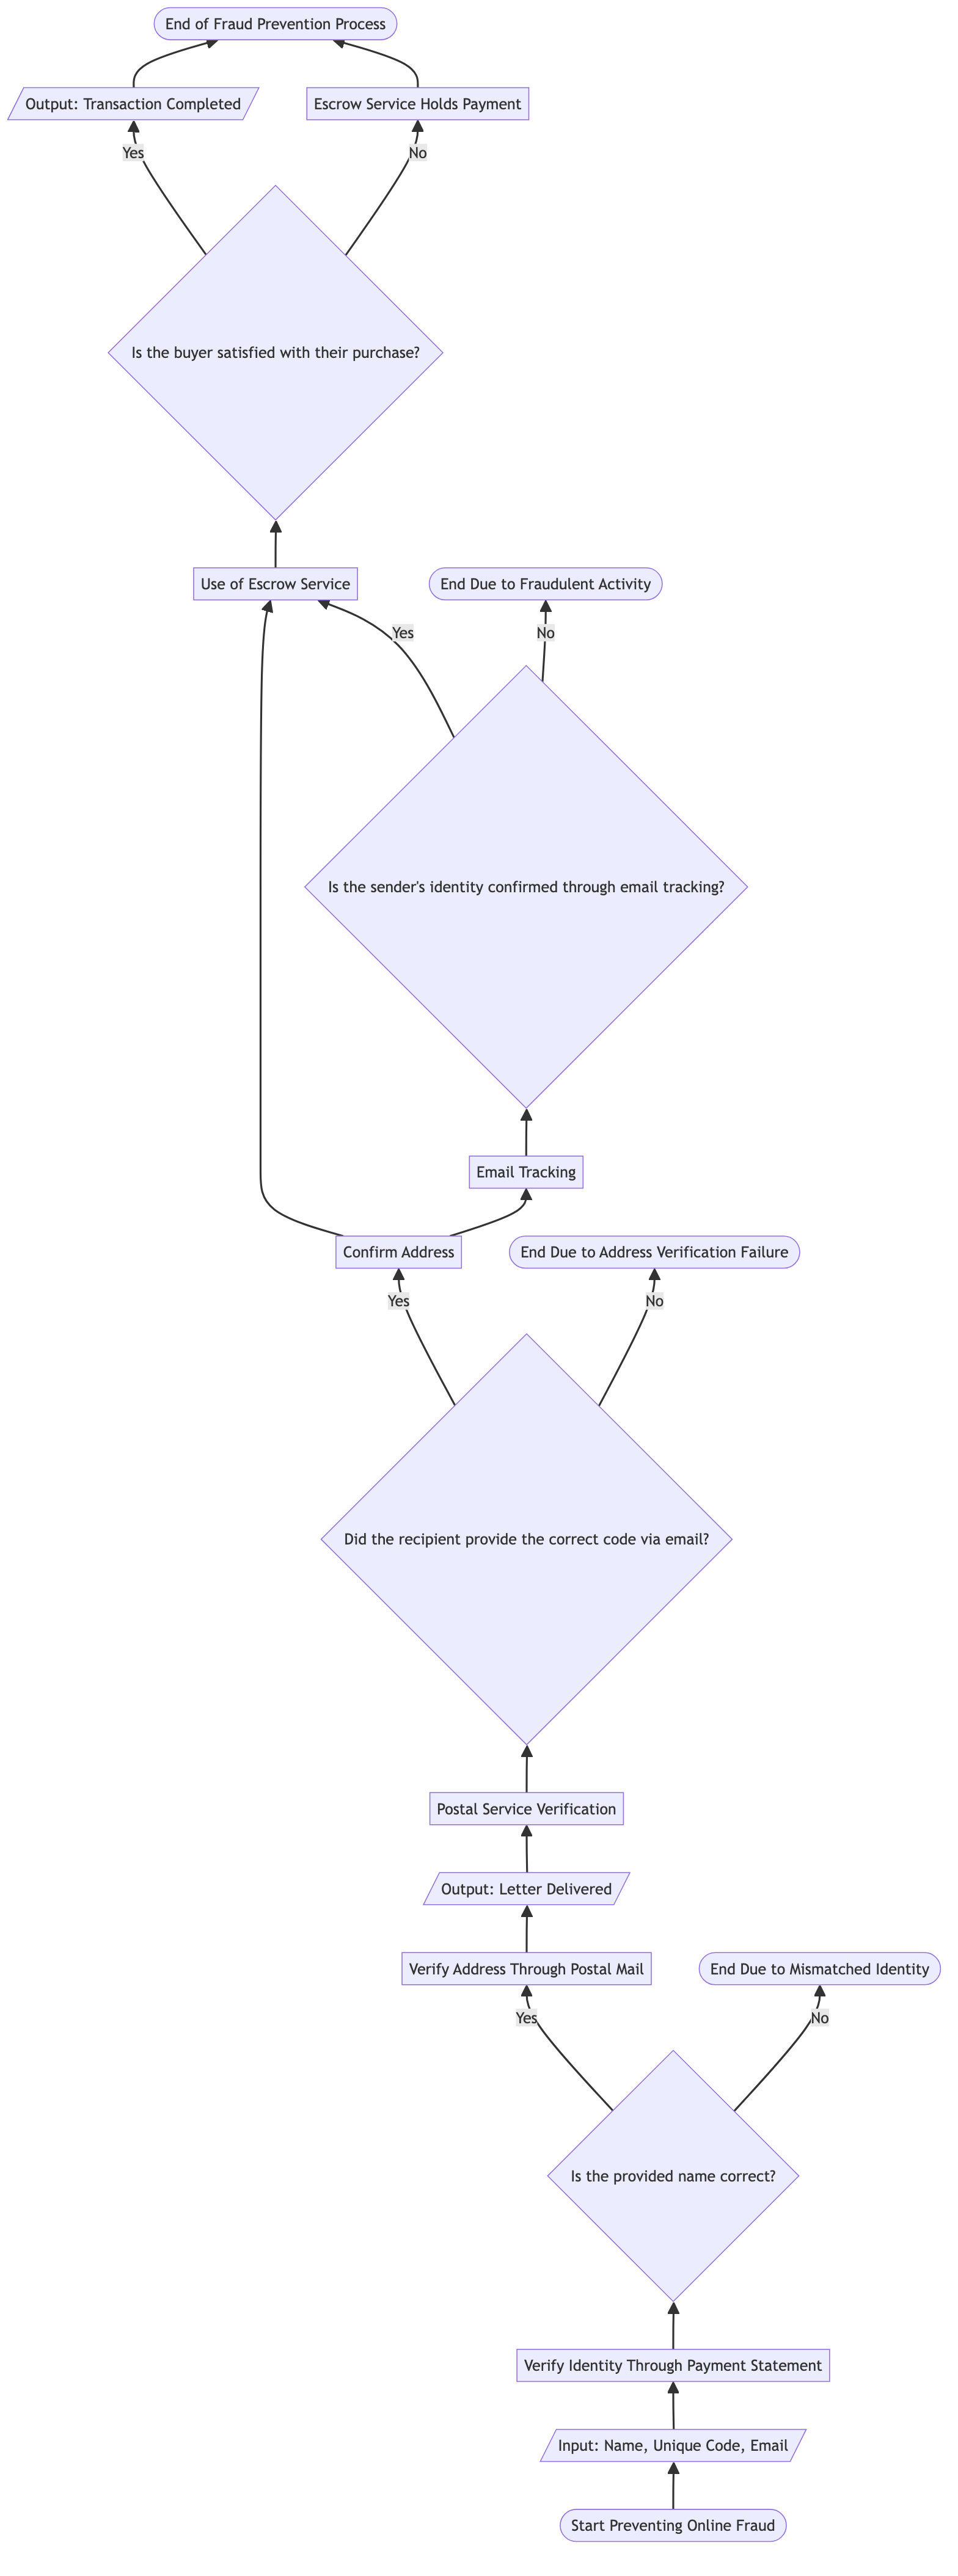 End of Fraud Prevention Process
Output: Transaction Completed
Escrow Service Holds Payment
Yes
No
Is the buyer satisfied with their purchase?
Use of Escrow Service
End Due to Fraudulent Activity
Yes
No
Is the sender's identity confirmed through email tracking?
Email Tracking
Confirm Address
End Due to Address Verification Failure
Yes
No
Did the recipient provide the correct code via email?
Postal Service Verification
Output: Letter Delivered
Verify Address Through Postal Mail
End Due to Mismatched Identity
Yes
No
Is the provided name correct?
Verify Identity Through Payment Statement
Input: Name, Unique Code, Email
Start Preventing Online Fraud